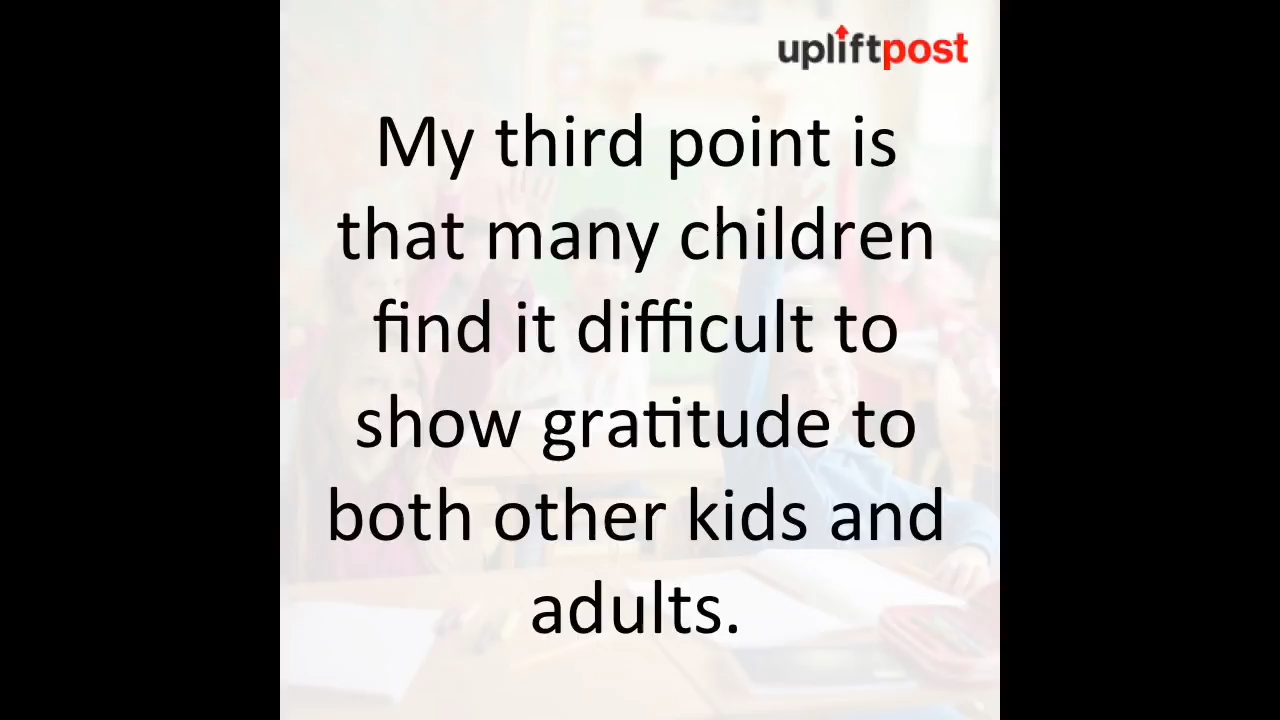 upliftpost
My third point is
that many children
find it difficult to
show gratitude to
both other kids and
adults.